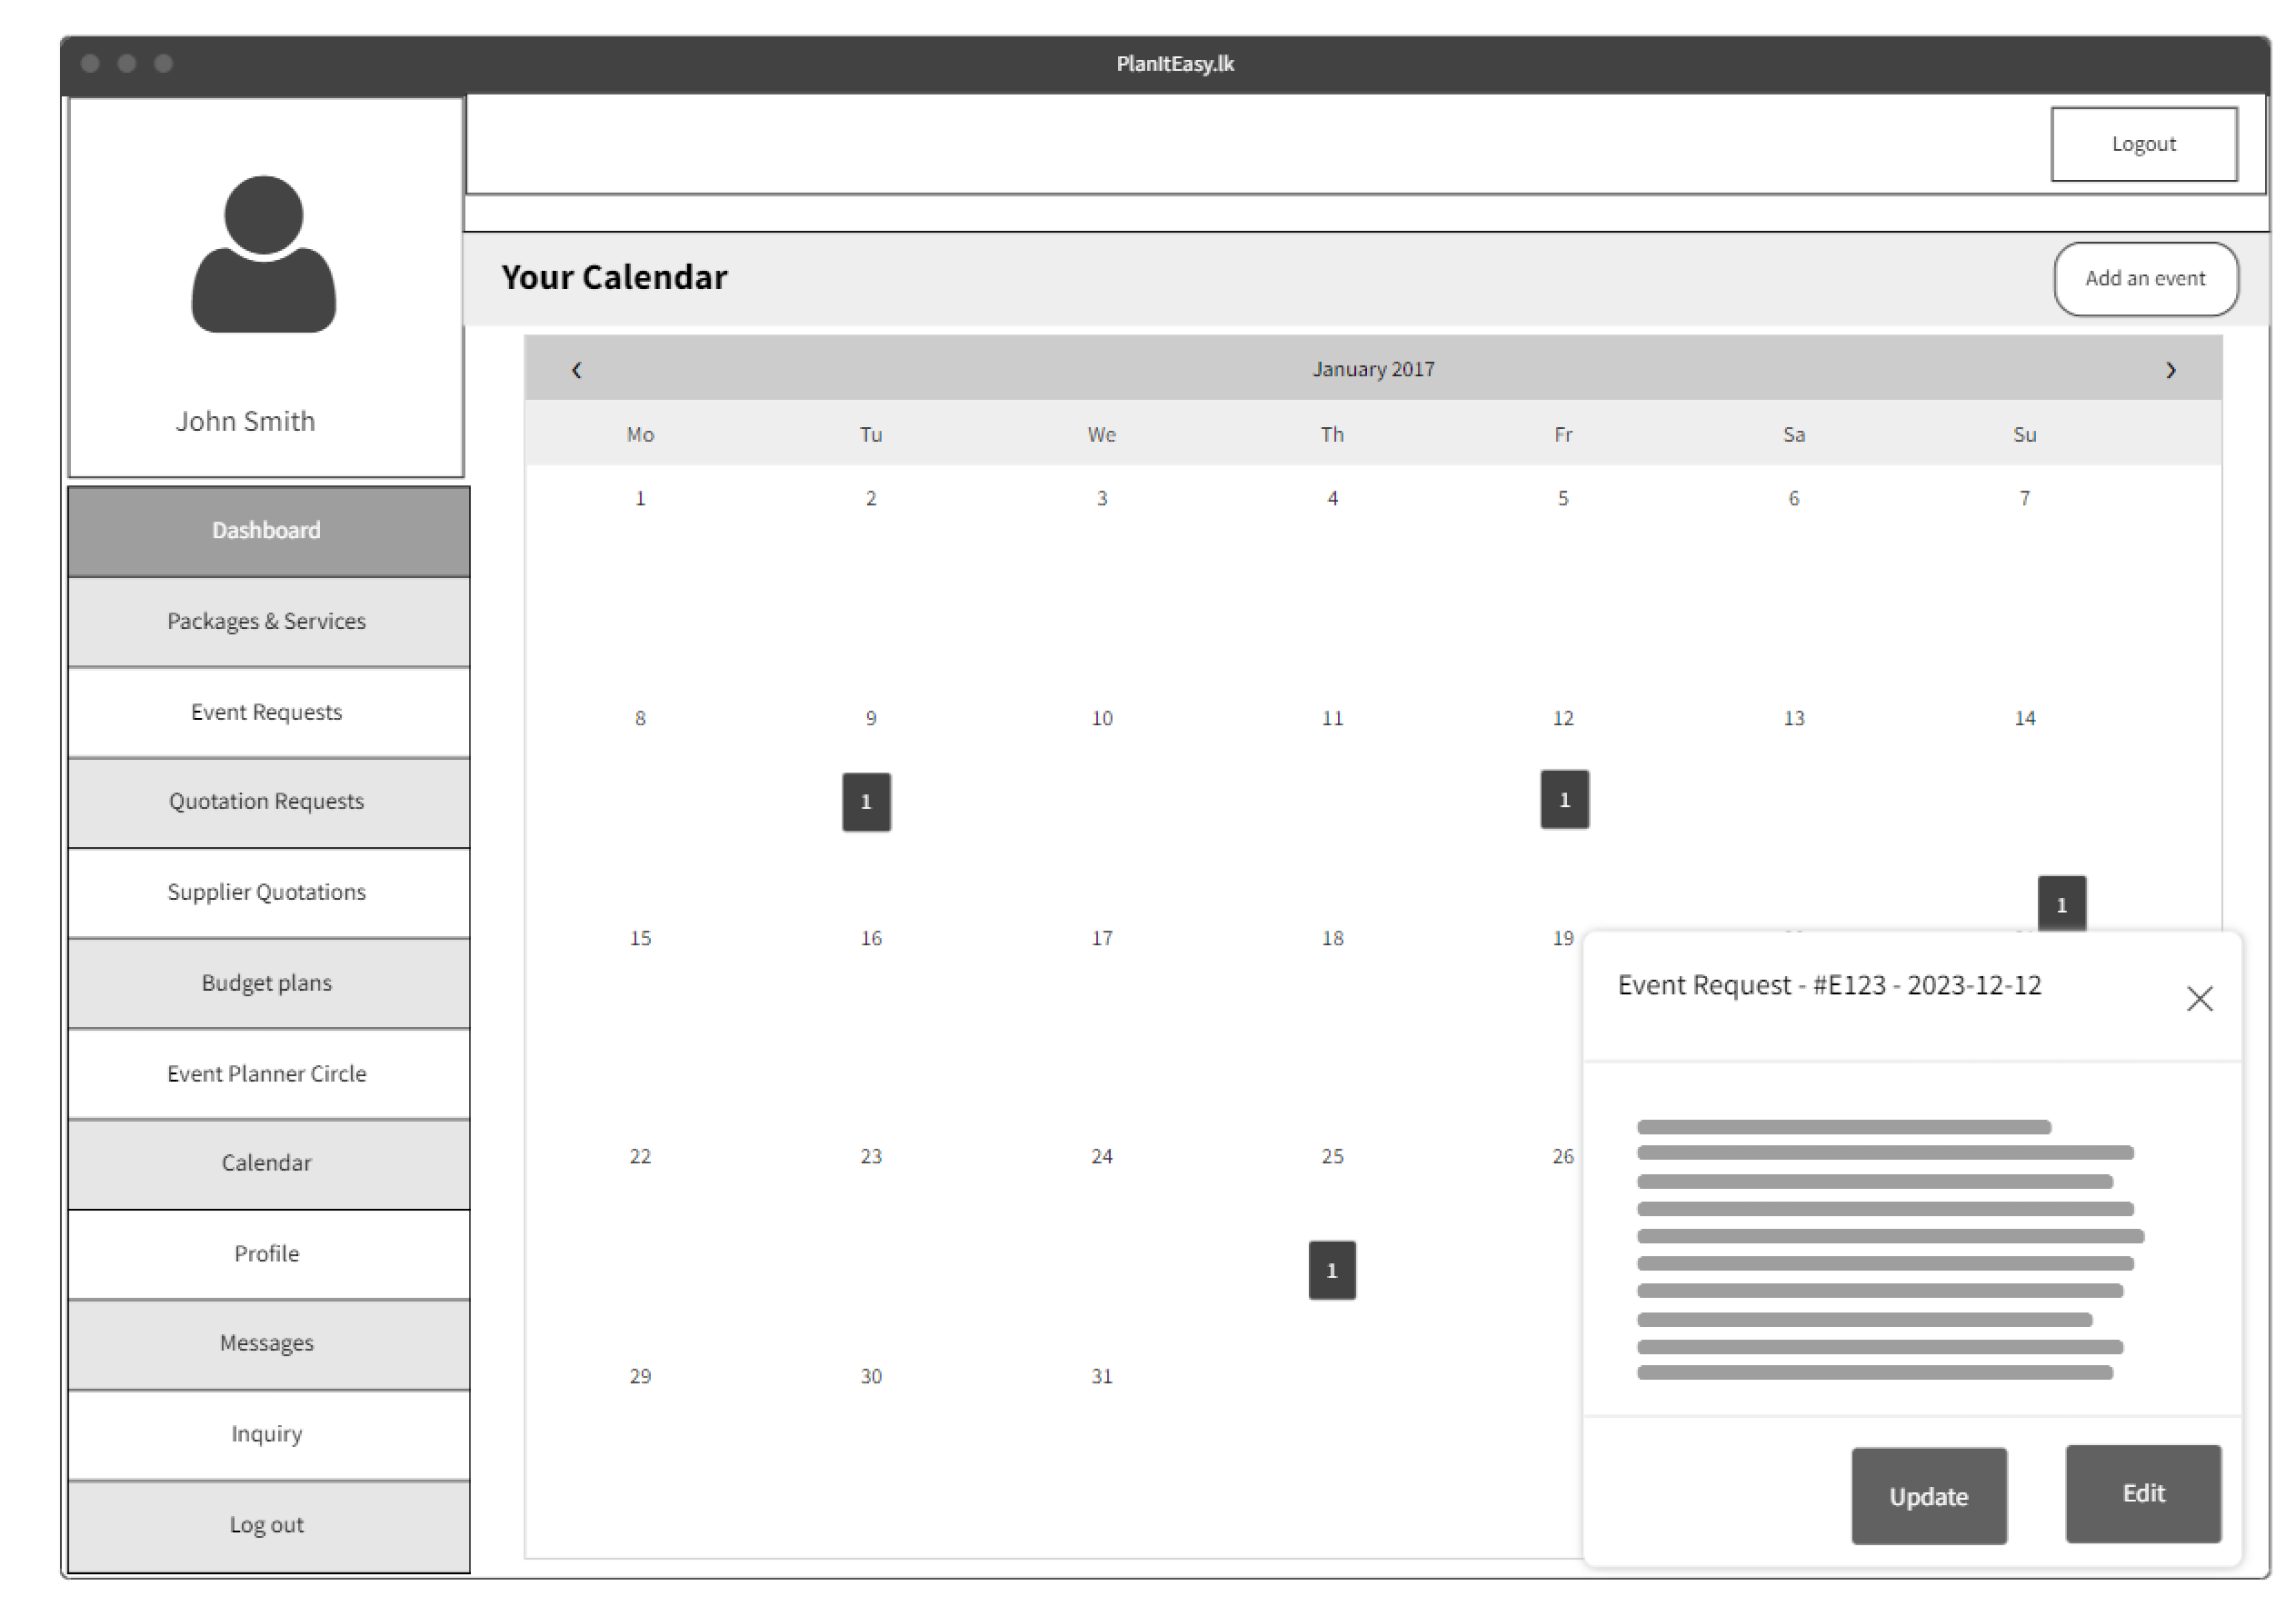 PlanItEasy.lk
Logout
John Smith
Your Calendar
Add an event
January 2017
Mo Tu We Th Fr Sa Su
1 2 3 4 5 6 7
8 9 10 11 12 13 14
1 1
1
15 16 17 18 19
22 23 24 25 26
1
29 30 31
Dashboard
Packages & Services
Event Requests
Quotation Requests
Supplier Quotations
Budget plans
Event Planner Circle
Calendar
Profile
Messages
Inquiry
Log out
Event Request - #E123 - 2023-12-12
Update Edit